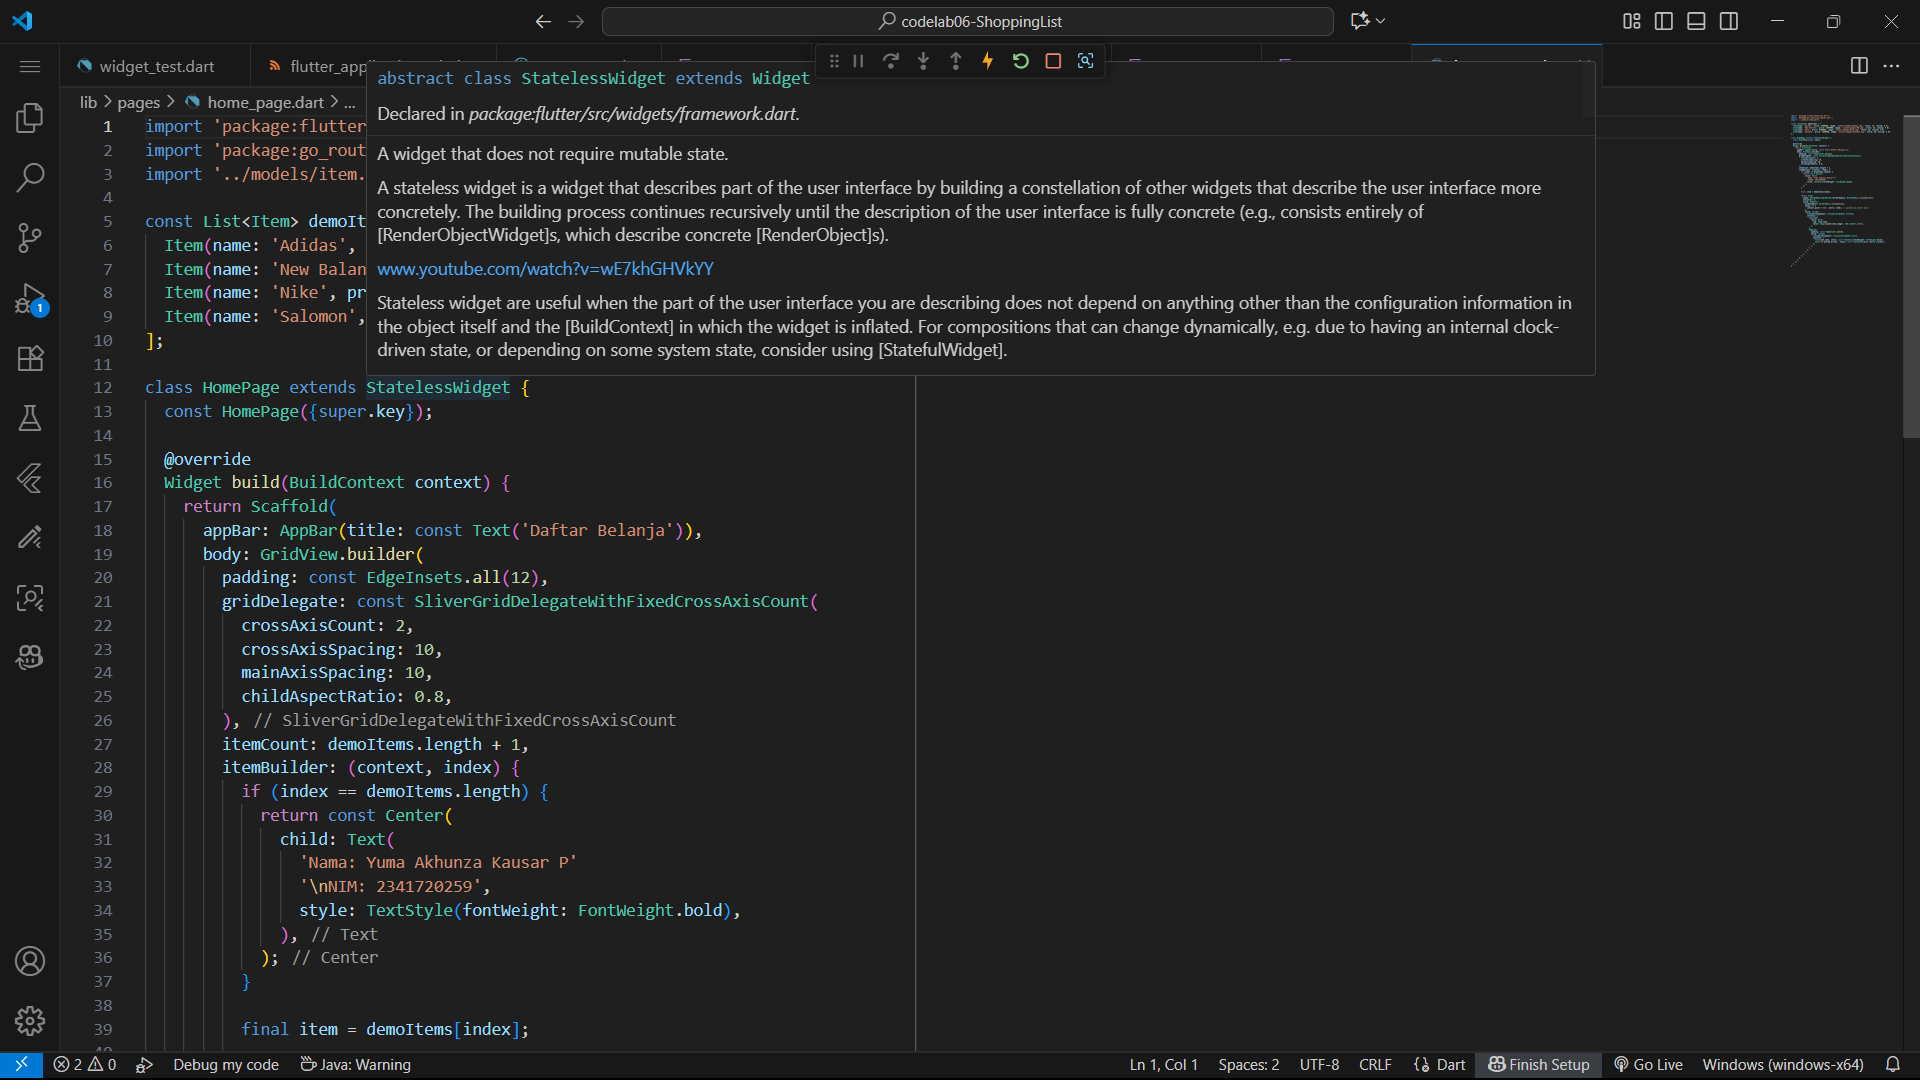 codelab06-ShoppingList
widget_test.dart
abstract class StatelessWidget extends Widget
Declared in package:flutter/src/widgets/framework.dart.
A widget that does not require mutable state.
A stateless widget is a widget that describes part of the user interface by building a constellation of other widgets that describe the user interface more
concretely. The building process continues recursively until the description of the user interface is fully concrete (e.g., consists entirely of
[RenderObjectWidget]s, which describe concrete [RenderObject]s).
www.youtube.com/watch?v=wE7khGHVkYY
Stateless widget are useful when the part of the user interface you are describing does not depend on anything other than the configuration information in
the object itself and the [BuildContext] in which the widget is inflated. For compositions that can change dynamically, e.g. due to having an internal clock-
driven state, or depending on some system state, consider using [StatefulWidget].
lib > pages > home_page.dart > ...
1 import 'package:flutter
2 import 'package:go_rout
3 import '../models/item.
4
5 const List<Item> demoIt
6 Item(name: 'Adidas',
7 Item(name: 'New Balan
8 Item(name: 'Nike', pr
9 Item(name: 'Salomon',
10 ];
11
12 class HomePage extends StatelessWidget {
13 const HomePage({super.key});
14
15 @override
16 Widget build(BuildContext context) {
17 return Scaffold(
18 appBar: AppBar(title: const Text('Daftar Belanja')),
19 body: GridView.builder(
20 padding: const EdgeInsets.all(12),
21 gridDelegate: const SliverGridDelegateWithFixedCrossAxisCount(
22 crossAxisCount: 2,
23 crossAxisSpacing: 10,
24 mainAxisSpacing: 10,
25 childAspectRatio: 0.8,
26 ), // SliverGridDelegateWithFixedCrossAxisCount
27 itemCount: demoItems.length + 1,
28 itemBuilder: (context, index) {
29 if (index == demoItems.length) {
30 return const Center(
31 child: Text(
32 'Nama: Yuma Akhunza Kausar P'
33 '\nNIM: 2341720259',
34 style: TextStyle(fontWeight: FontWeight.bold),
35 ), // Text
36 ); // Center
37 }
38
39 final item = demoItems[index];
1
2 0 Debug my code Java: Warning Ln 1, Col 1 Spaces: 2 UTF-8 CRLF {} Dart Finish Setup Go Live Windows (windows-x64)